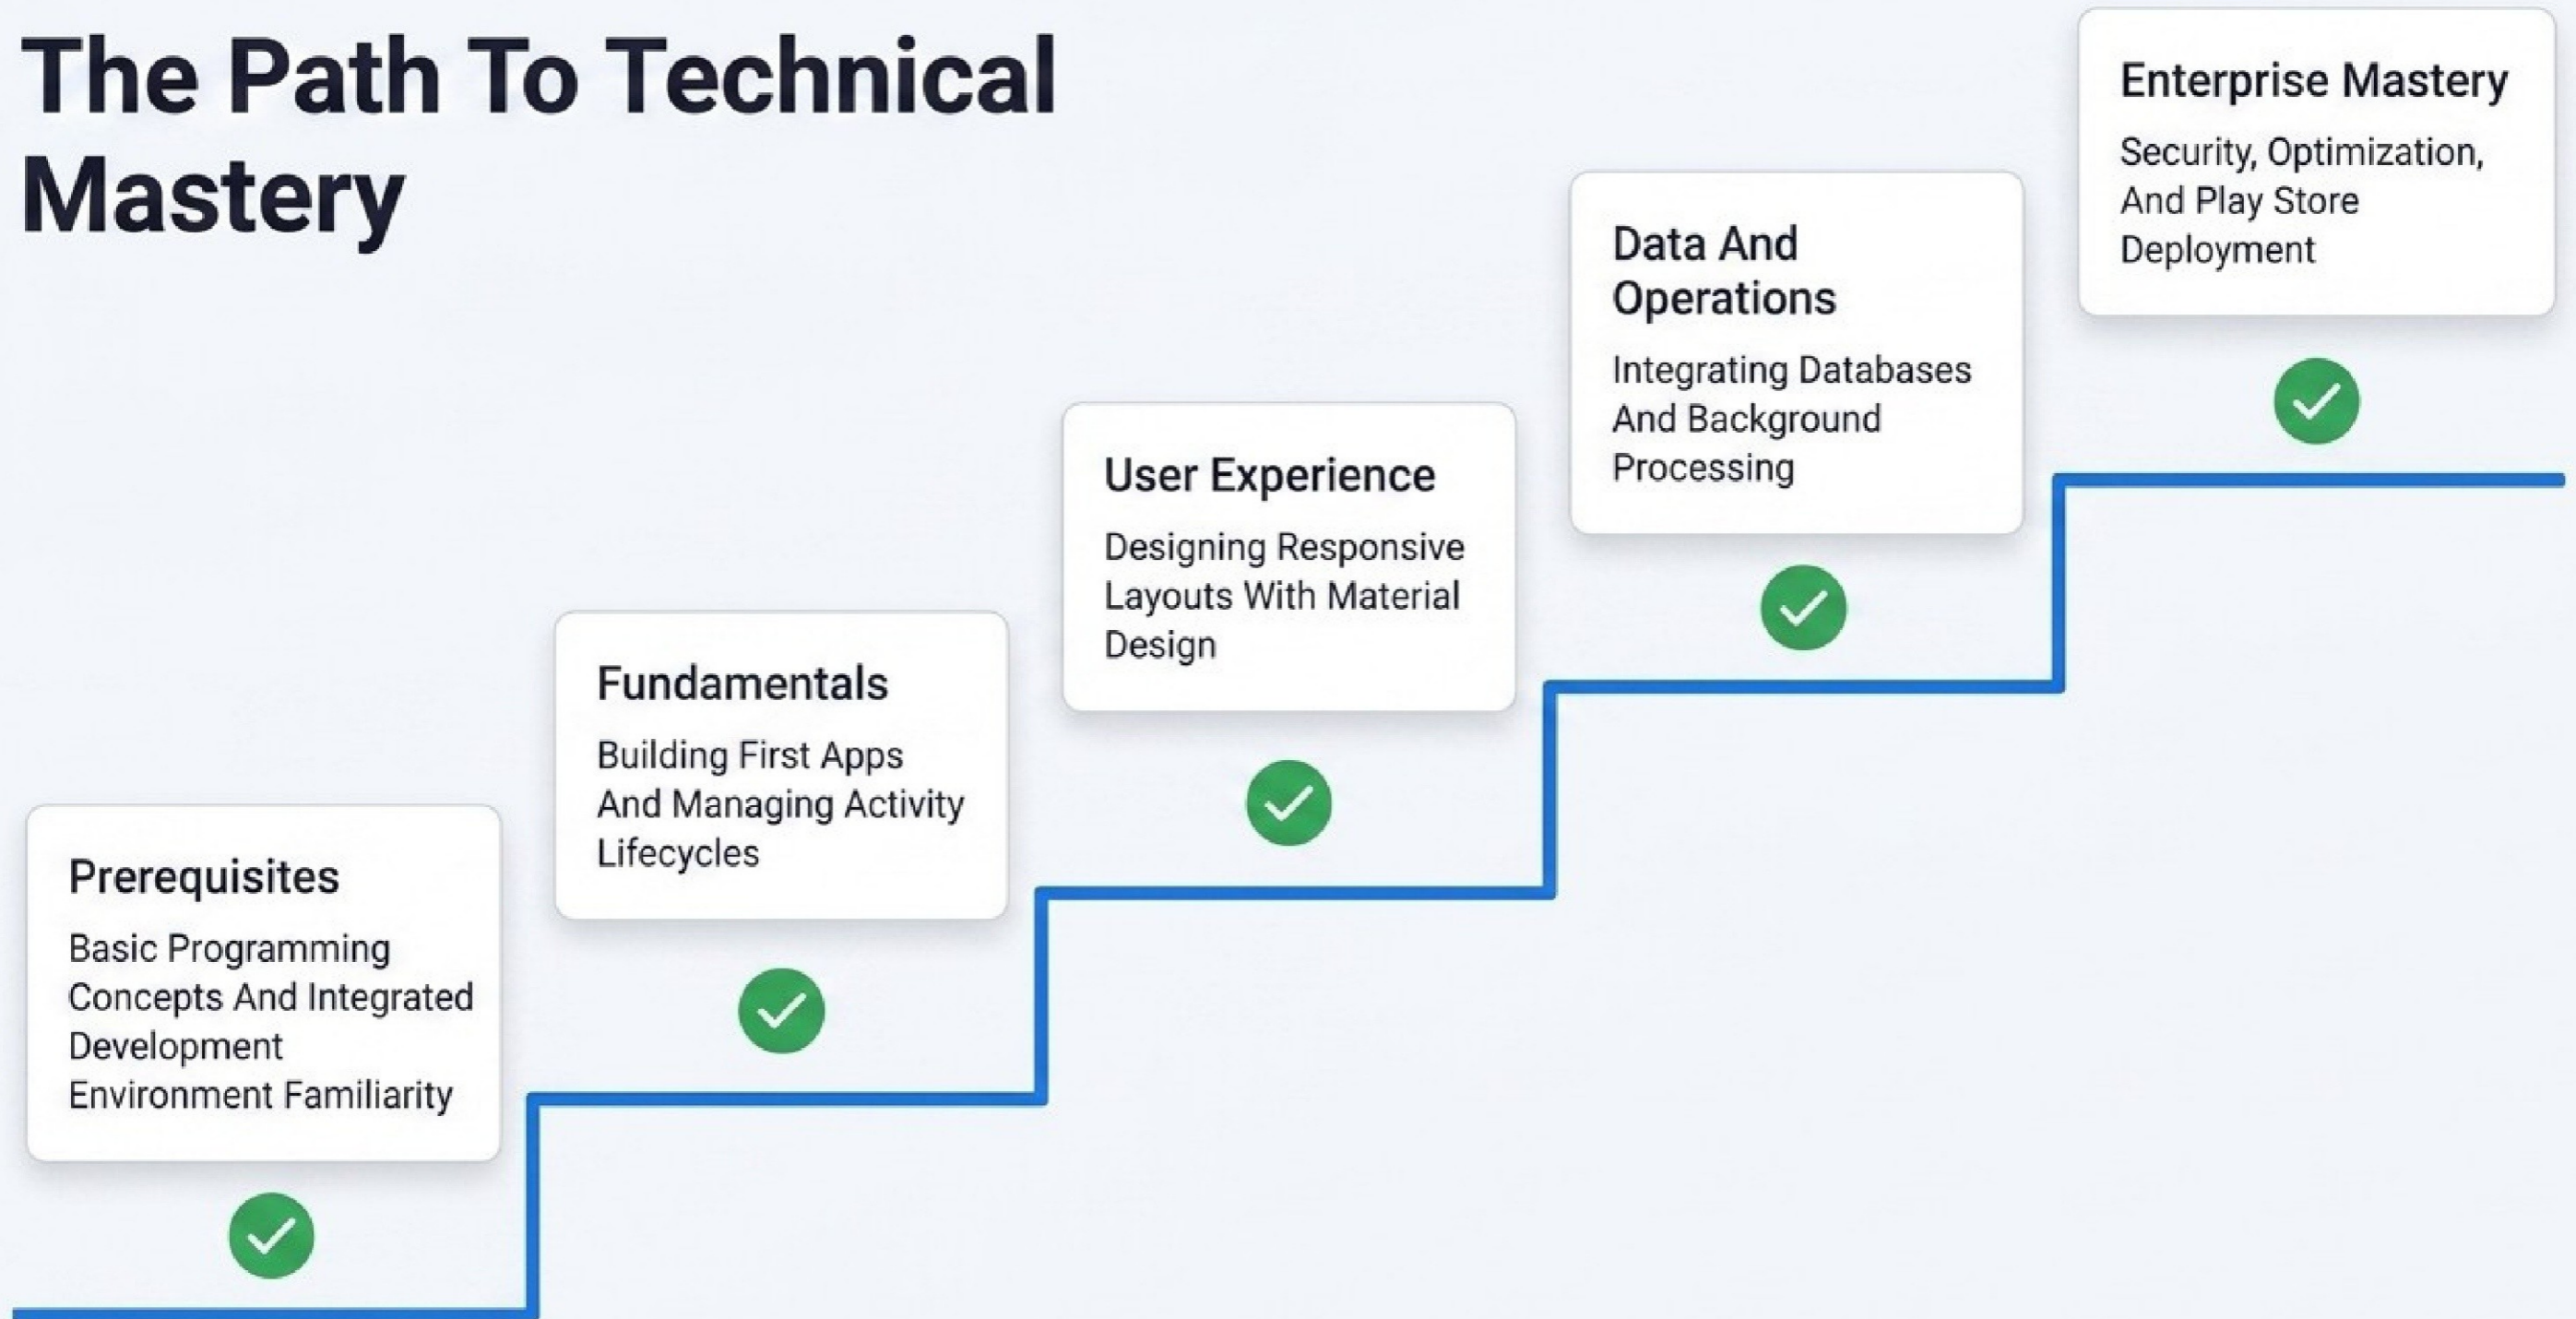 The Path To Technical
Mastery
Prerequisites
Basic Programming
Concepts And Integrated
Development
Environment Familiarity
Fundamentals
Building First Apps
And Managing Activity
Lifecycles
User Experience
Designing Responsive
Layouts With Material
Design
Data And
Operations
Integrating Databases
And Background
Processing
Enterprise Mastery
Security, Optimization,
And Play Store
Deployment